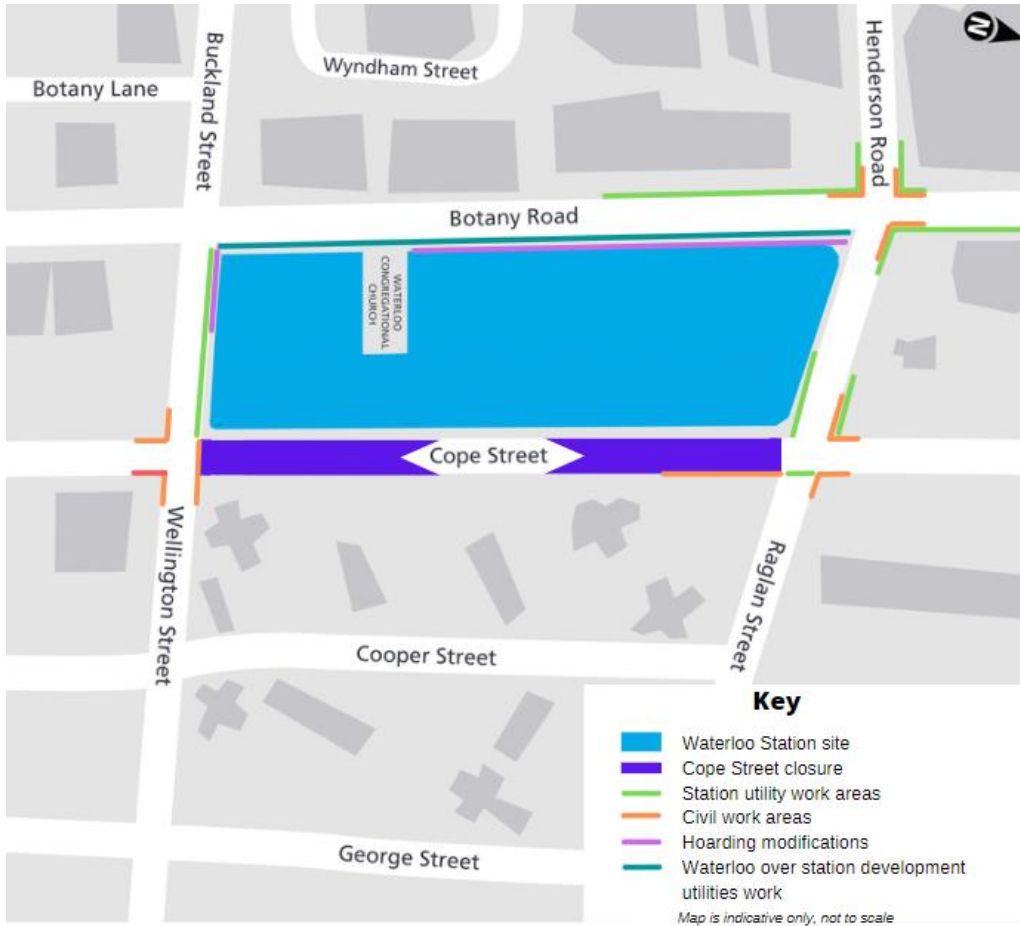 N
Wyndham Street
Henderson Road
Buckland Street
Botany Lane
Botany Road
WATERLOO
CONGREGATIONAL
CHURCH
Cope Street
Wellington Street
Raglan Street
Cooper Street
George Street
Key
Waterloo Station site
Cope Street closure
Station utility work areas
Civil work areas
Hoarding modifications
Waterloo over station development
utilities work
Map is indicative only, not to scale